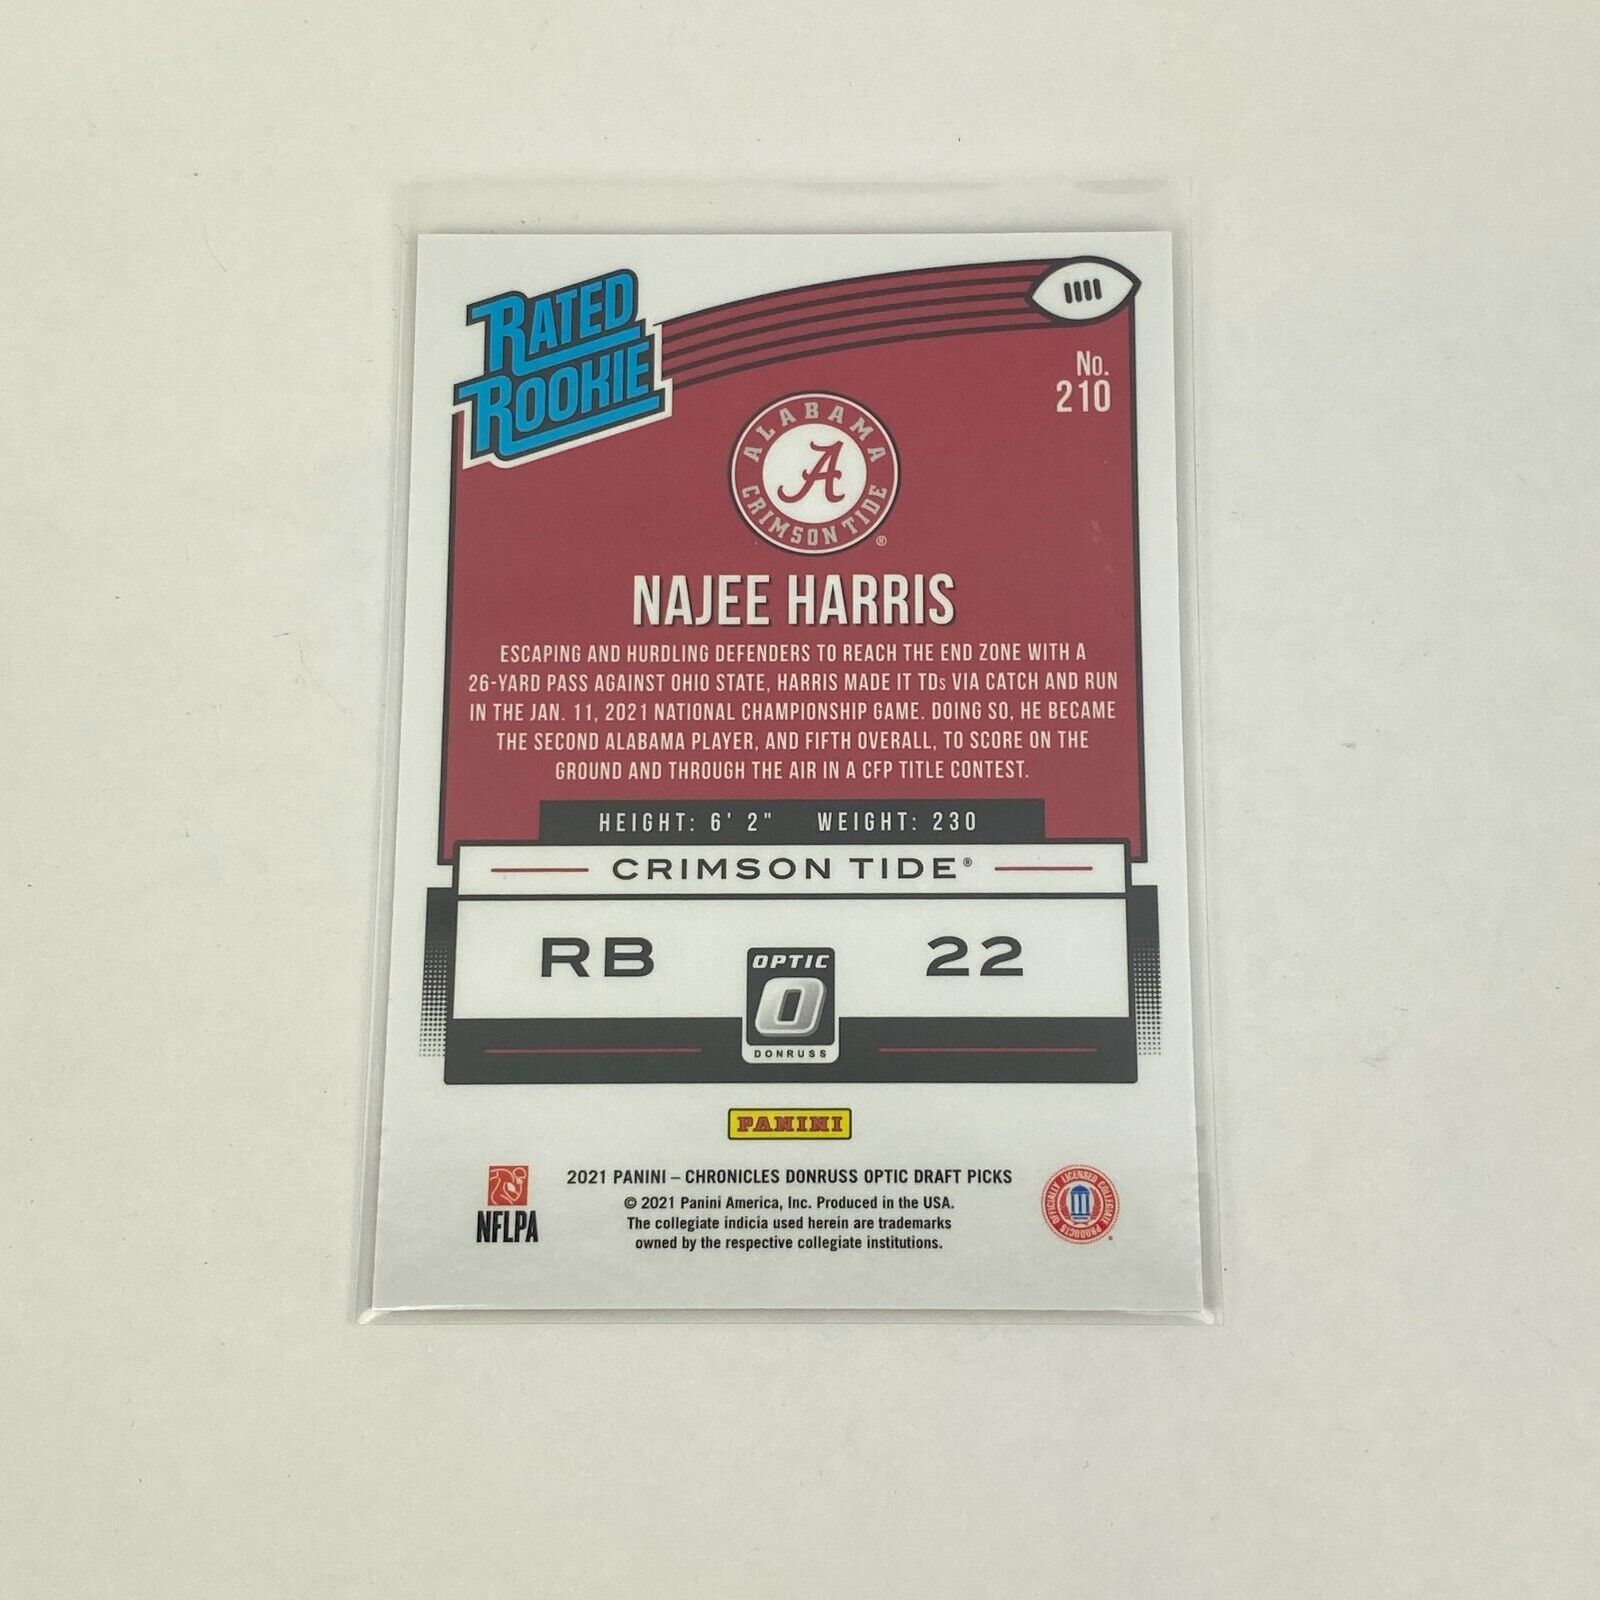 RATED
ROOKIE
No.
210
ALABAMA
A
CRIMSON TIDE®
NAJEE HARRIS
ESCAPING AND HURDLING DEFENDERS TO REACH THE END ZONE WITH A
26-YARD PASS AGAINST OHIO STATE, HARRIS MADE IT TDs VIA CATCH AND RUN
IN THE JAN. 11, 2021 NATIONAL CHAMPIONSHIP GAME. DOING SO, HE BECAME
THE SECOND ALABAMA PLAYER, AND FIFTH OVERALL, TO SCORE ON THE
GROUND AND THROUGH THE AIR IN A CFP TITLE CONTEST.
HEIGHT: 6' 2" WEIGHT: 230
CRIMSON TIDE®
RB 22
OPTIC
O
DONRUSS
PANINI
2021 PANINI – CHRONICLES DONRUSS OPTIC DRAFT PICKS
© 2021 Panini America, Inc. Produced in the USA.
The collegiate indicia used herein are trademarks
owned by the respective collegiate institutions.
NFLPA
OFFICIALLY LICENSED COLLEGIATE PRODUCTS